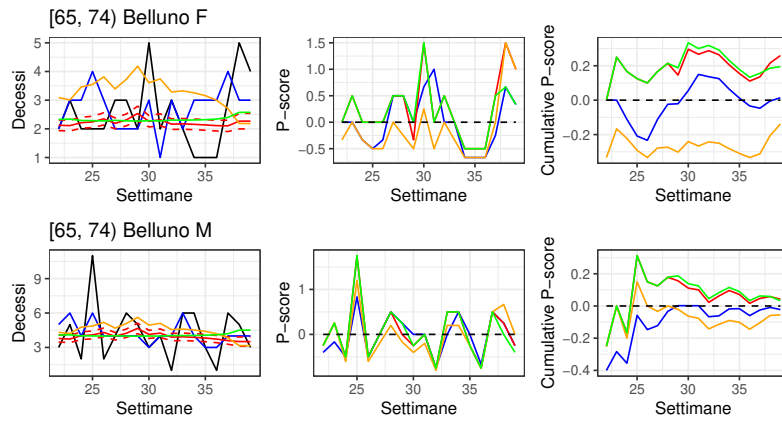 [65, 74) Belluno F
Decessi
5
4
3
2
1
25
30
35
Settimane
P−score
1.5
1.0
0.5
0.0
−0.5
25
30
35
Settimane
Cumulative P−score
0.2
0.0
−0.2
25
30
35
Settimane
[65, 74) Belluno M
Decessi
9
6
3
25
30
35
Settimane
P−score
1
0
25
30
35
Settimane
Cumulative P−score
0.2
0.0
−0.2
−0.4
25
30
35
Settimane